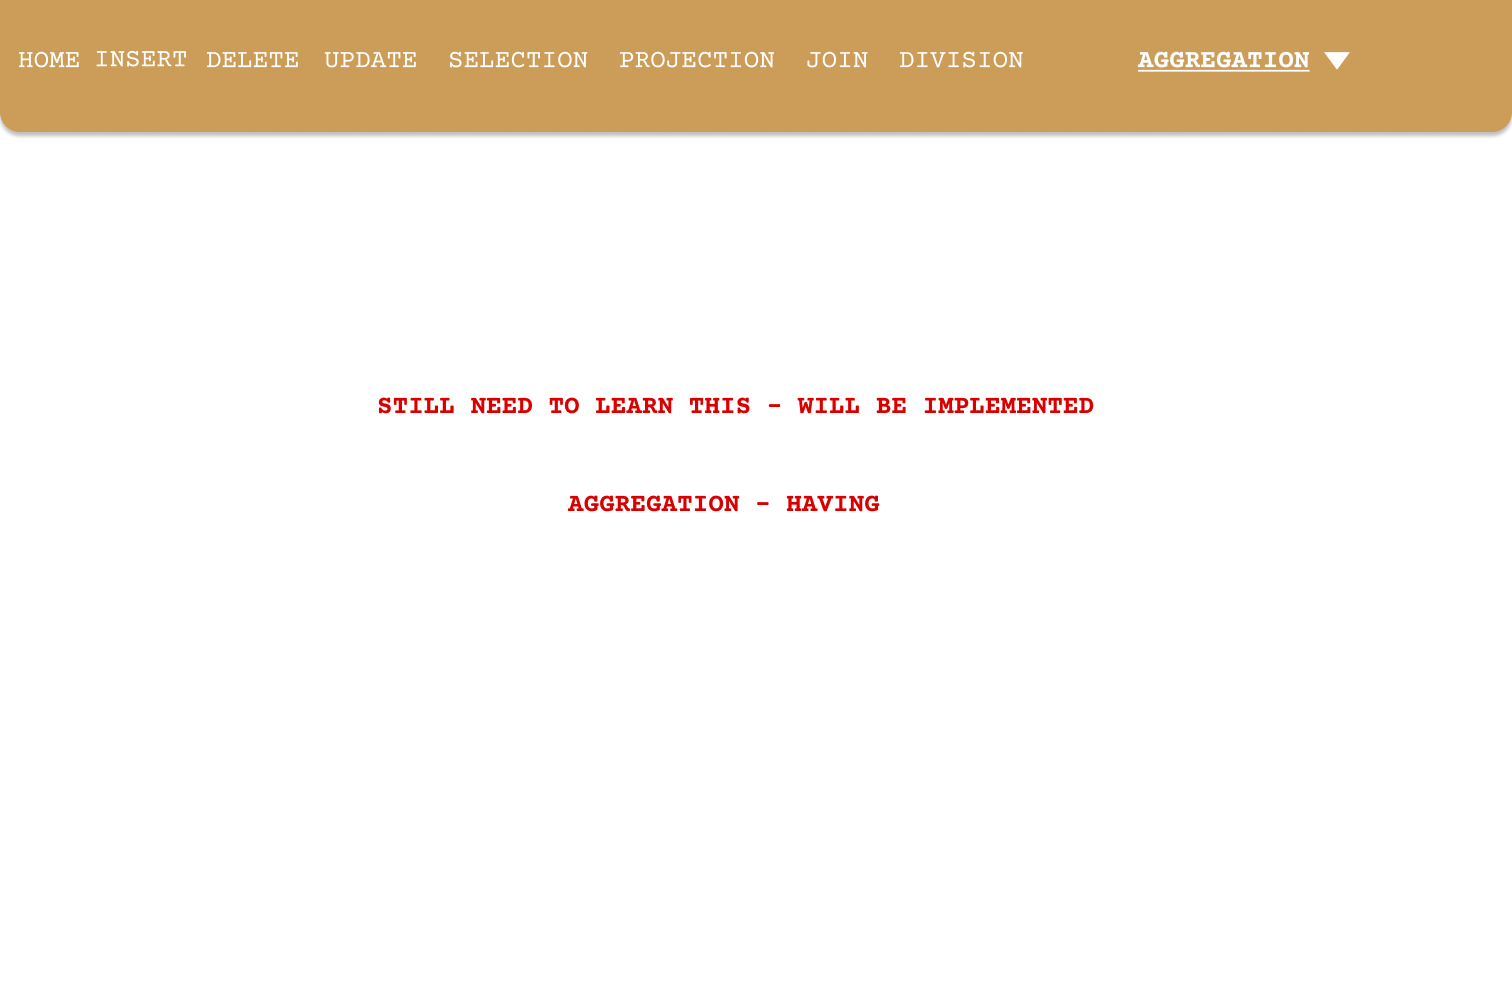 HOME INSERT DELETE UPDATE SELECTION PROJECTION JOIN DIVISION AGGREGATION
STILL NEED TO LEARN THIS - WILL BE IMPLEMENTED
AGGREGATION - HAVING